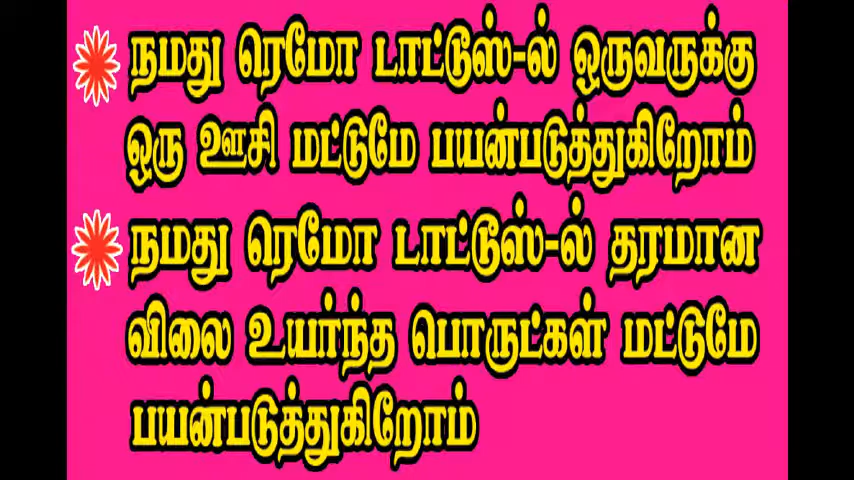 நமது ரெமோ டாட்டூஸ்-ல் ஒருவருக்கு
ஒரு ஊசி மட்டுமே பயன்படுத்துகிறோம்
நமது ரெமோ டாட்டூஸ்-ல் தரமான
விலை உயர்ந்த பொருட்கள் மட்டுமே
பயன்படுத்துகிறோம்